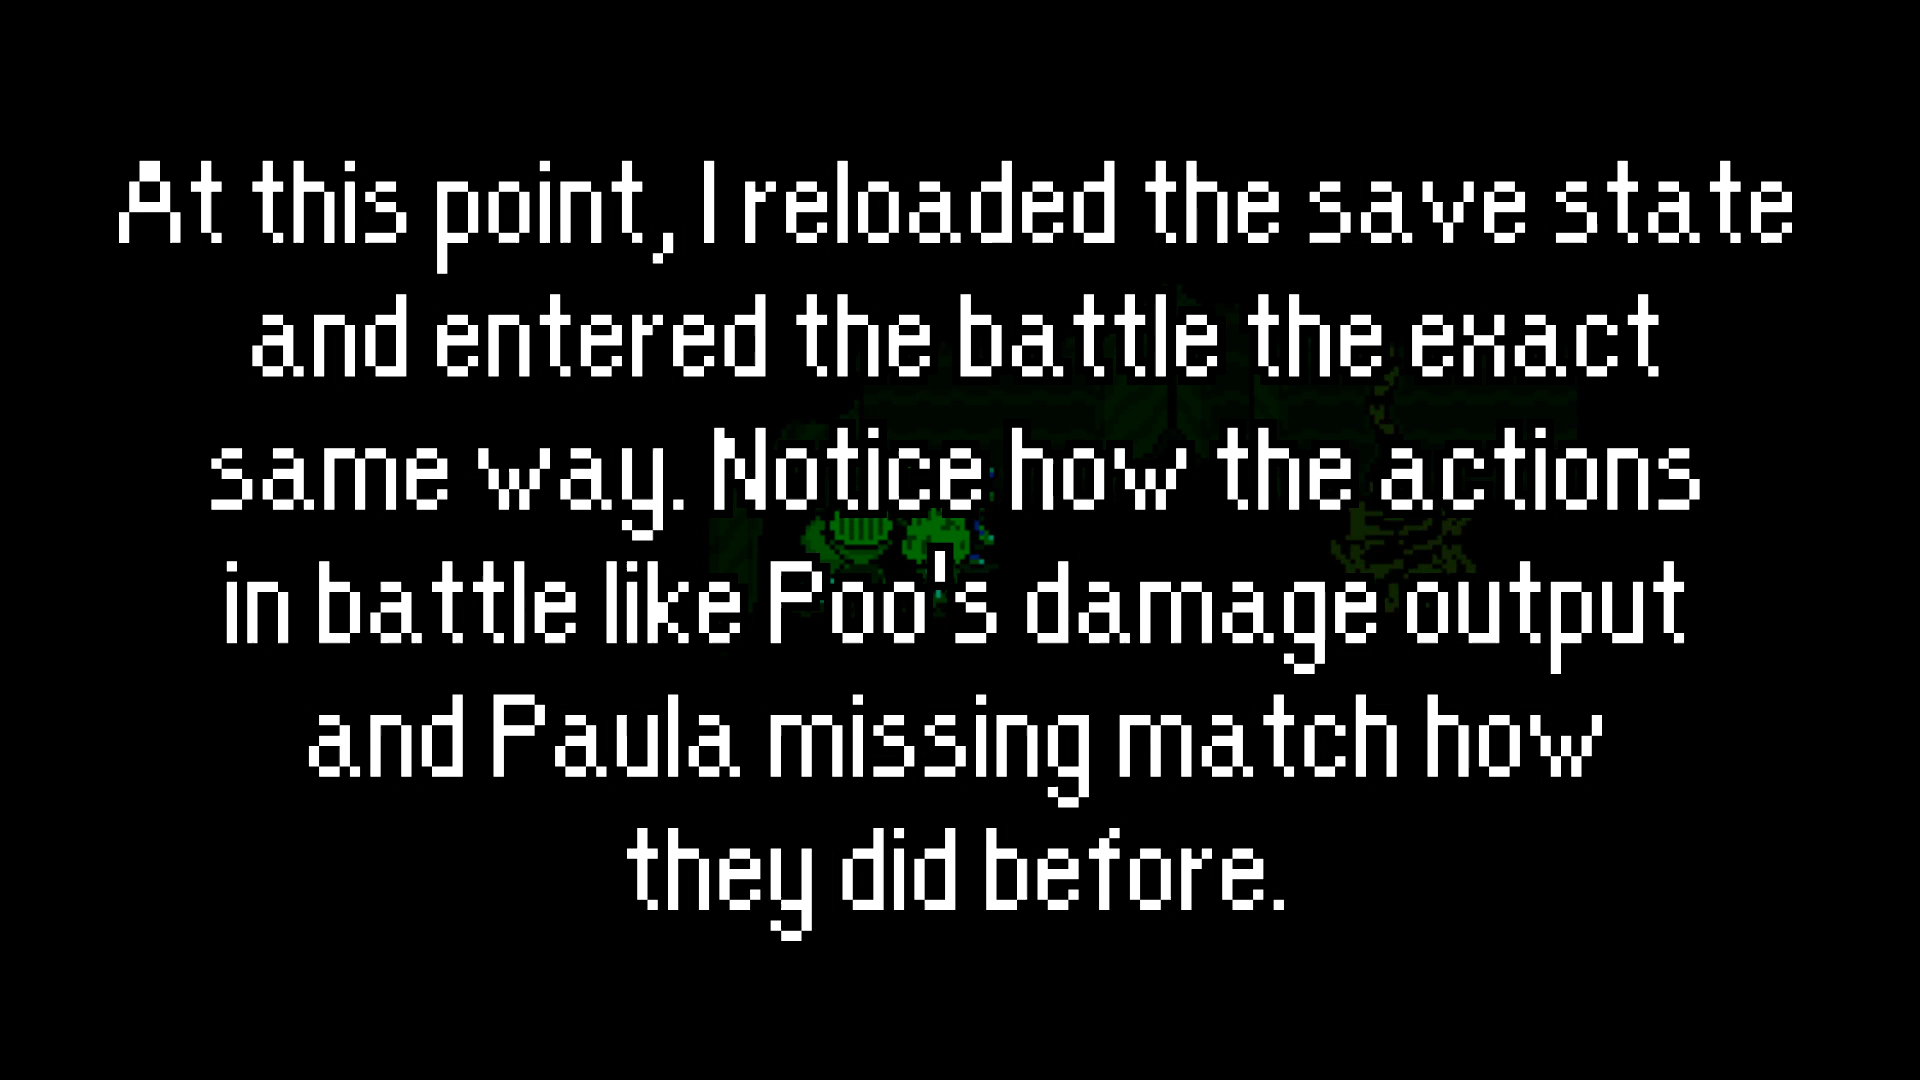 At this point, I reloaded the save state
and entered the battle the exact
same way. Notice how the actions
in battle like Poo's damage output
and Paula missing match how
they did before.